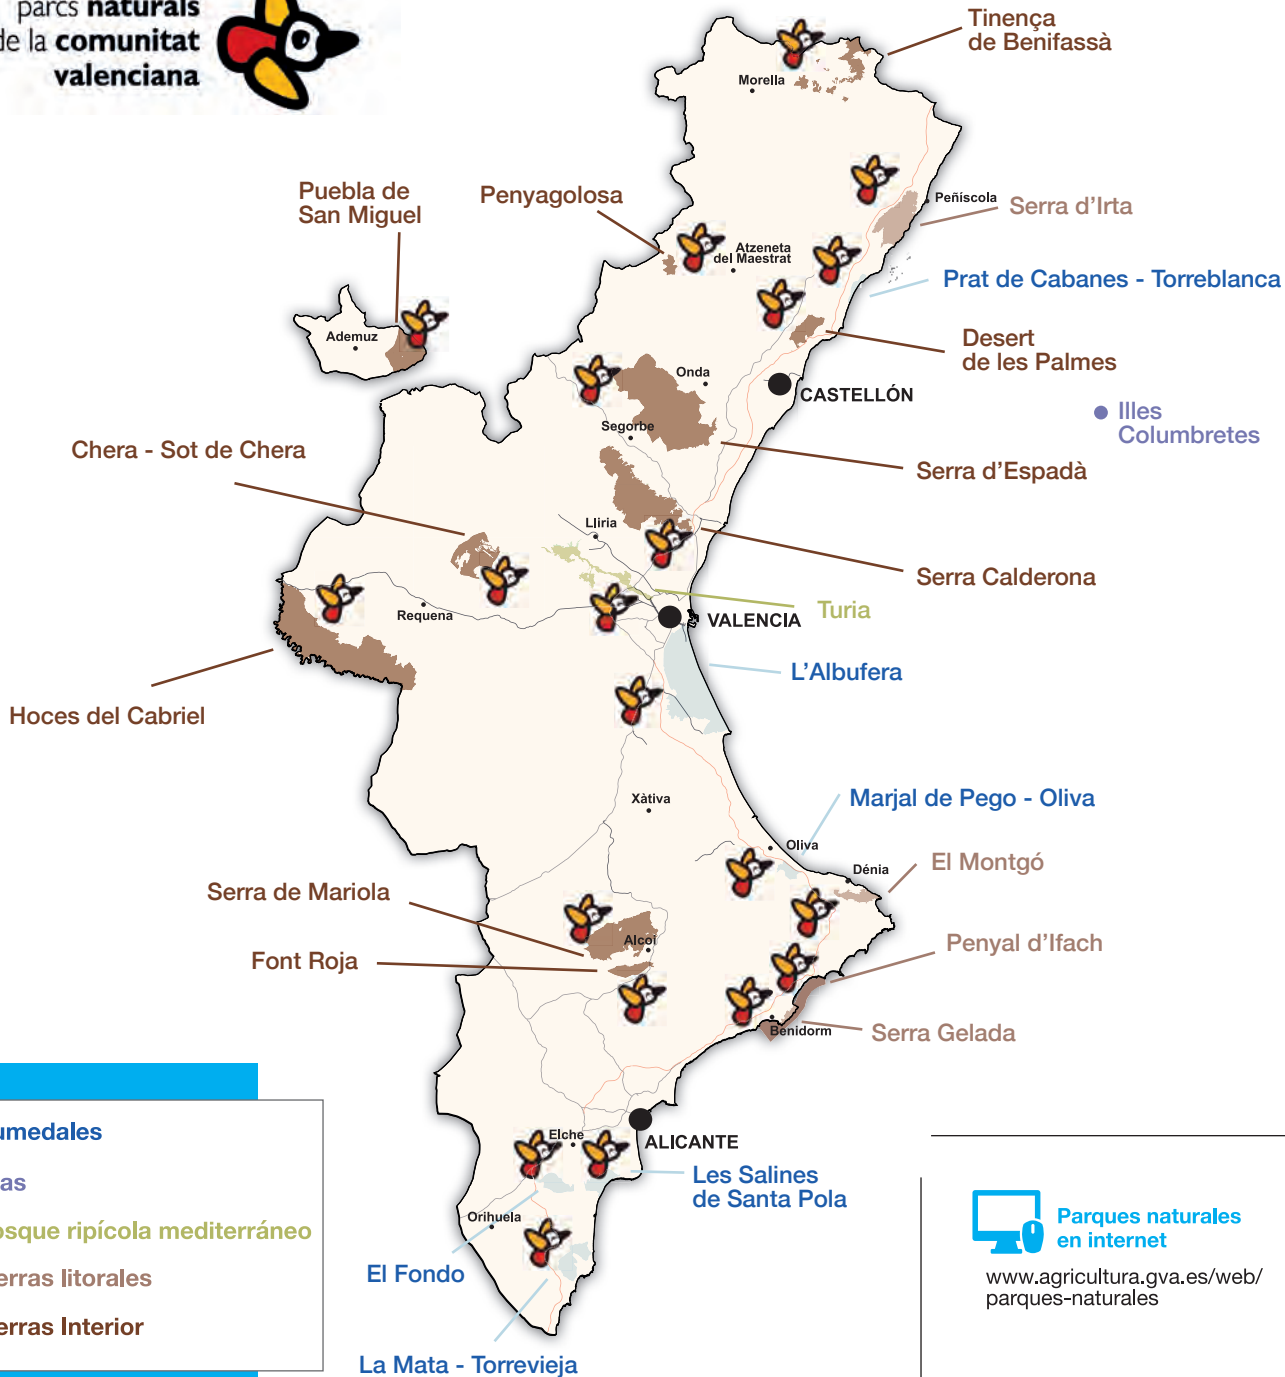 parcs naturals
de la comunitat
valenciana
Tinença
de Benifassà
Morella
Puebla de
San Miguel
Penyagolosa
Peñíscola
Serra d'Irta
Atzeneta
del Maestrat
Prat de Cabanes - Torreblanca
Ademuz
Desert
de les Palmes
Onda
CASTELLÓN
Illes
Columbretes
Segorbe
Chera - Sot de Chera
Serra d'Espadà
Lliria
Serra Calderona
Requena
Turia
VALENCIA
L'Albufera
Hoces del Cabriel
Xàtiva
Marjal de Pego - Oliva
Oliva
Dénia
El Montgó
Serra de Mariola
Alcoi
Penyal d'Ifach
Font Roja
Benidorm
Serra Gelada
umedales
as
osque ripícola mediterráneo
erras litorales
erras Interior
Elche
ALICANTE
Les Salines
de Santa Pola
Orihuela
El Fondo
La Mata - Torrevieja
Parques naturales
en internet
www.agricultura.gva.es/web/
parques-naturales